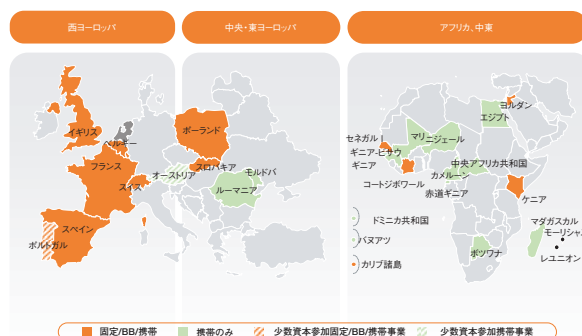 西ヨーロッパ
中央・東ヨーロッパ
アフリカ、中東
イギリス
ベルギー
フランス
スイス
スペイン
ポルトガル
ポーランド
スロバキア
オーストリア
モルドバ
ルーマニア
ヨルダン
エジプト
セネガル
マリ
ニジェール
ギニア-ビサウ
ギニア
中央アフリカ共和国
カメルーン
コートジボワール
赤道ギニア
ケニア
ドミニカ共和国
マダガスカル
モーリシャス
バヌアツ
ボツワナ
レユニオン
カリブ諸島
固定/BB/携帯
携帯のみ
少数資本参加固定/BB/携帯事業
少数資本参加携帯事業